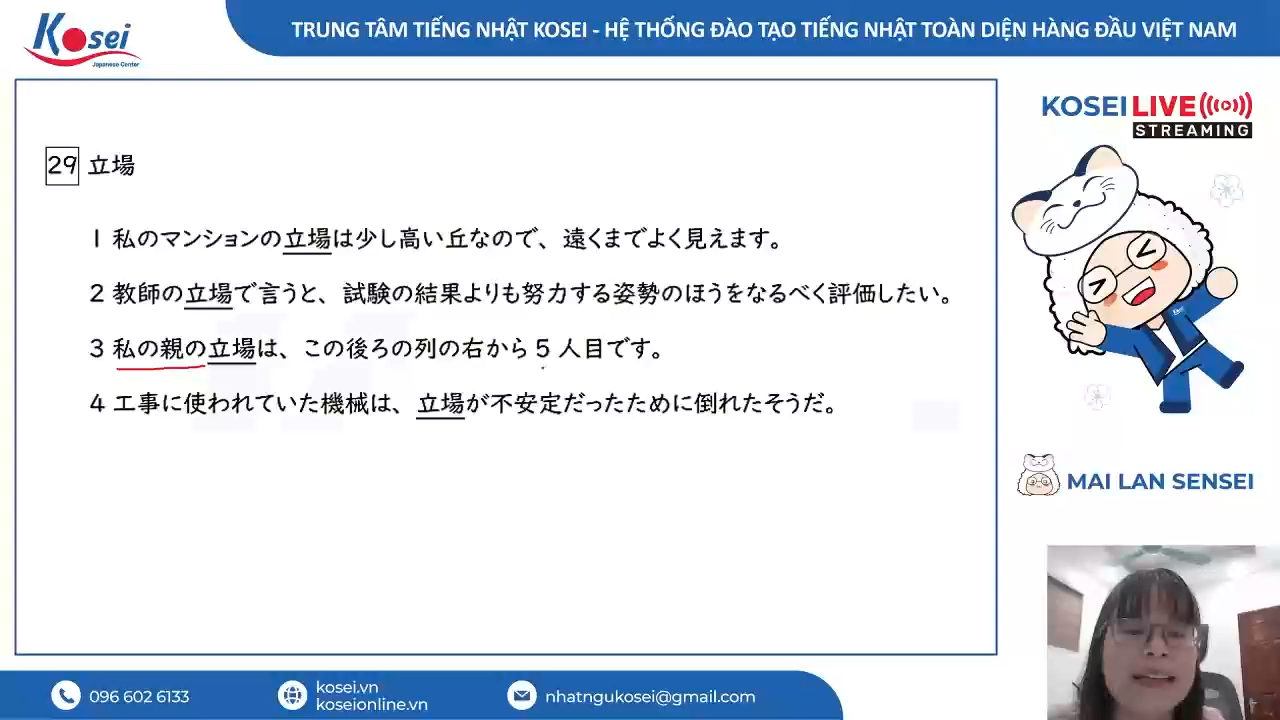 Kosei
Japanese Center
TRUNG TÂM TIẾNG NHẬT KOSEI - HỆ THỐNG ĐÀO TẠO TIẾNG NHẬT TOÀN DIỆN HÀNG ĐẦU VIỆT NAM
KOSEI LIVE
STREAMING
29 立場
1 私のマンションの立場は少し高い丘なので、遠くまでよく見えます。
2 教師の立場で言うと、試験の結果よりも努力する姿勢のほうをなるべく評価したい。
3 私の親の立場は、この後ろの列の右から5人目です。
4 工事に使われていた機械は、立場が不安定だったために倒れたそうだ。
MAI LAN SENSEI
096 602 6133
kosei.vn
koseionline.vn
nhatngukosei@gmail.com